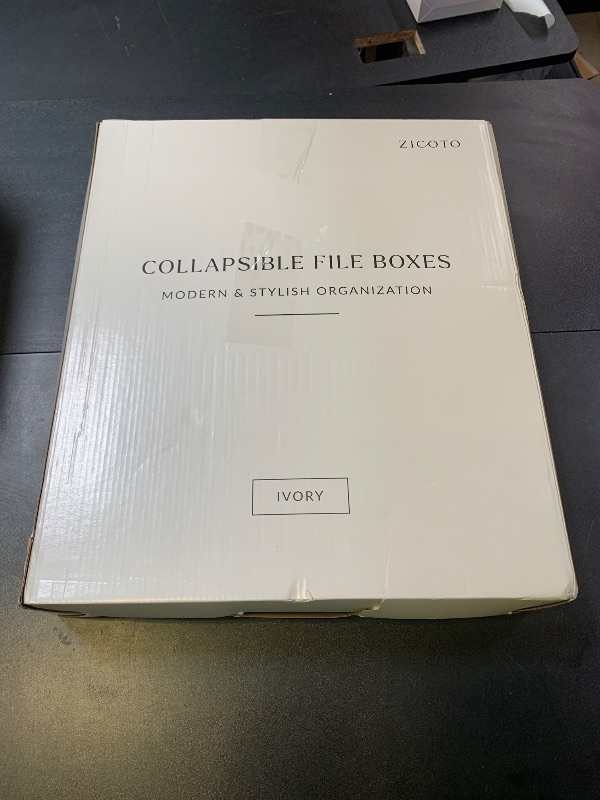 ZICOTO
COLLAPSIBLE FILE BOXES
MODERN & STYLISH ORGANIZATION
IVORY